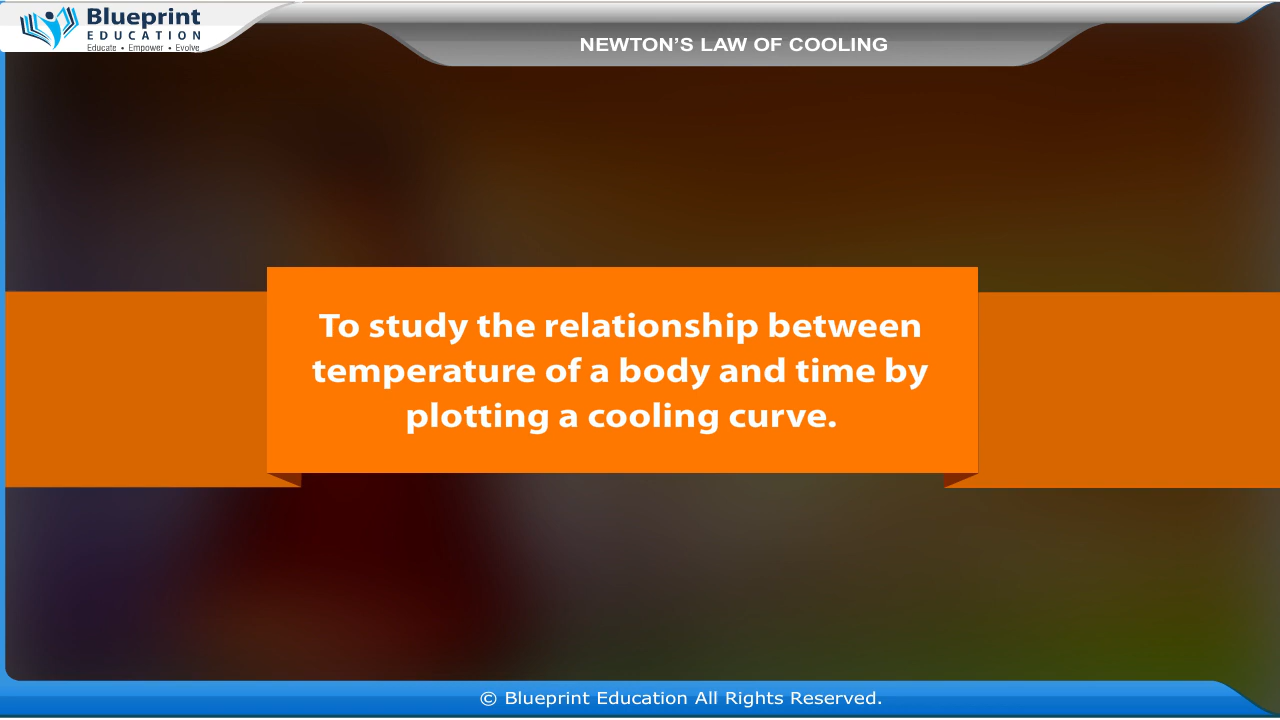 Blueprint
EDUCATION
Educate • Empower • Evolve
NEWTON’S LAW OF COOLING
To study the relationship between
temperature of a body and time by
plotting a cooling curve.
© Blueprint Education All Rights Reserved.